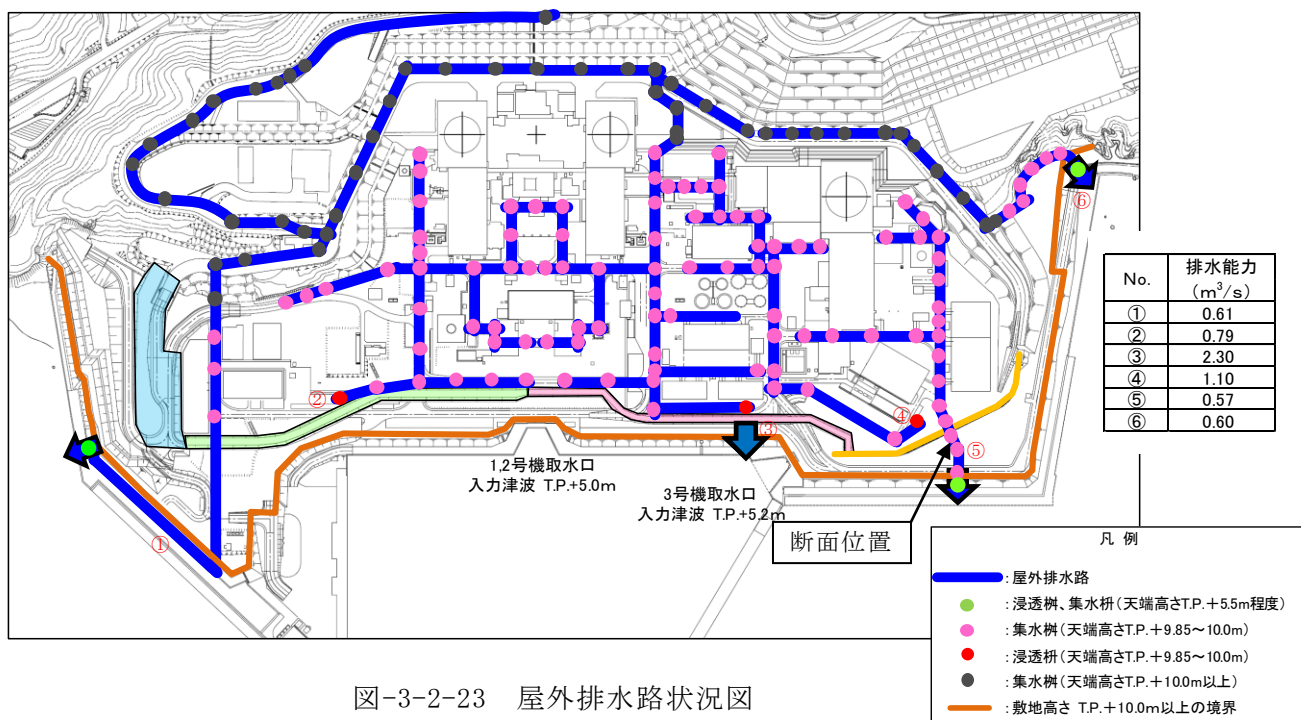 ⑥
No.
排水能力
(m³/s)
① 0.61
② 0.79
③ 2.30
④ 1.10
⑤ 0.57
⑥ 0.60
②
④
③
⑤
1,2号機取水口
入力津波 T.P.+5.0m
3号機取水口
入力津波 T.P.+5.2m
断面位置
①
凡 例
:屋外排水路
:浸透桝、集水枡(天端高さT.P.+5.5m程度)
:集水桝(天端高さT.P.+9.85~10.0m)
:浸透枡(天端高さT.P.+9.85~10.0m)
:集水桝(天端高さT.P.+10.0m以上)
:敷地高さ T.P.+10.0m以上の境界
図-3-2-23 屋外排水路状況図